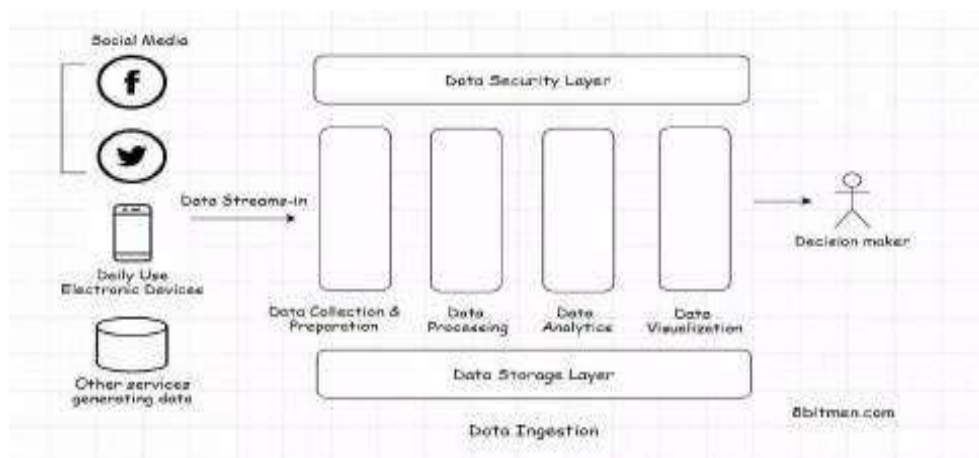 Social Media
Data Security Layer
Data Streams-in
Decision maker
Daily Use
Electronic Devices
Data Collection &
Preparation
Data
Processing
Data
Analytics
Data
Visualization
Data Storage Layer
Other services
generating data
8bitmen.com
Data Ingestion